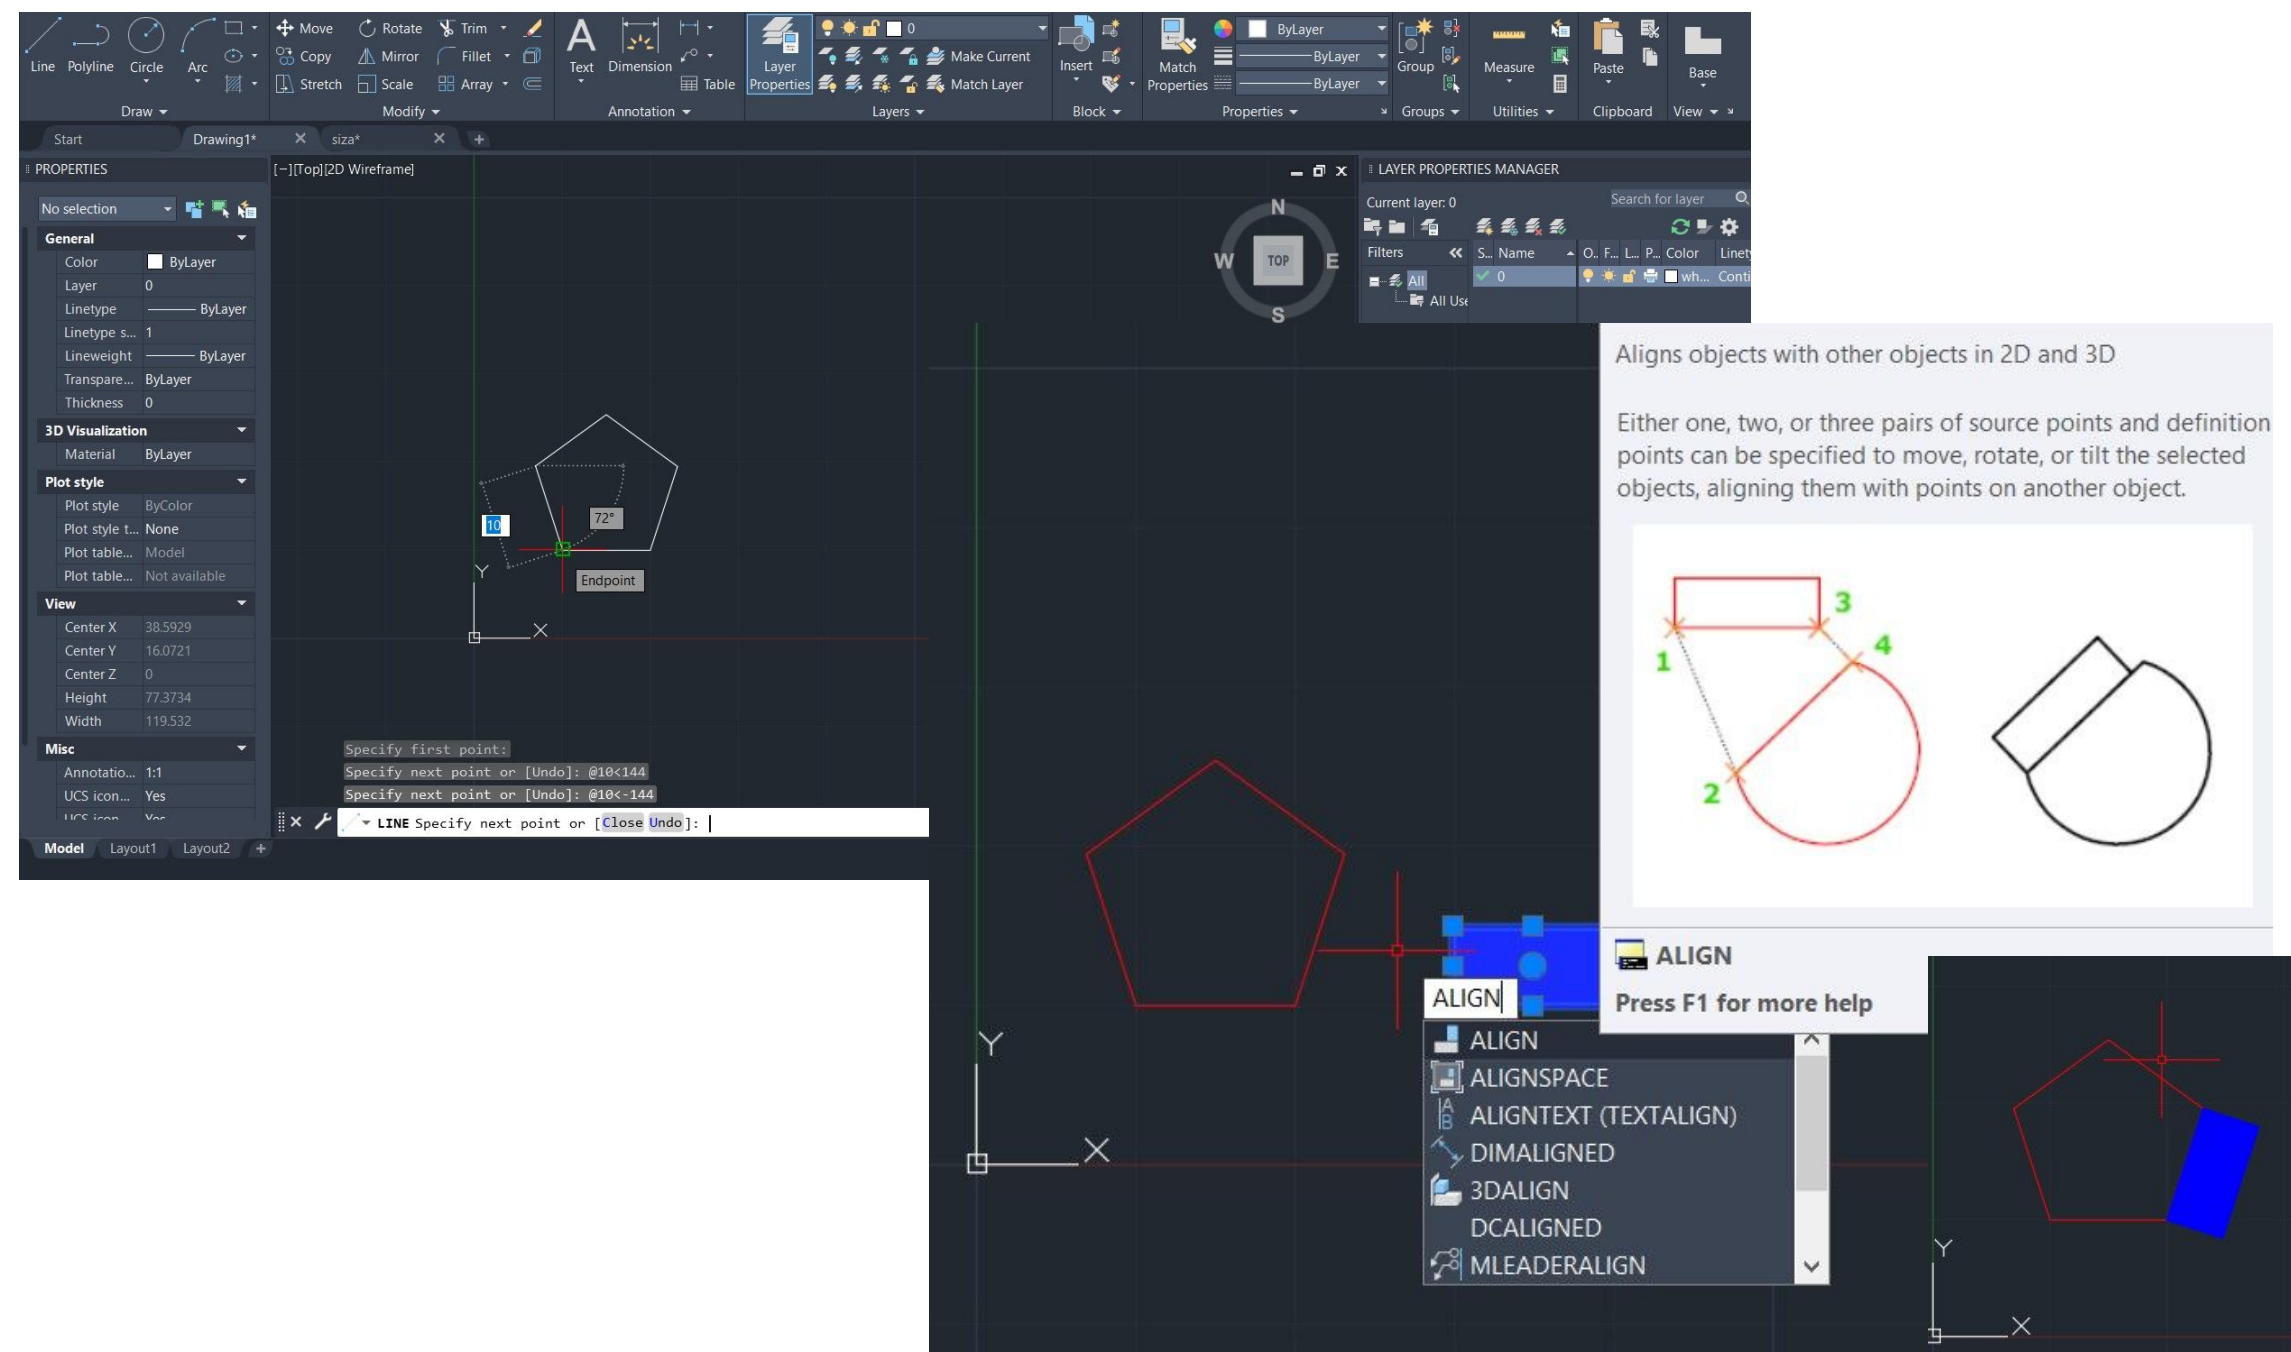 Line Polyline Circle Arc
Draw
Move Rotate Trim
Copy Mirror Fillet
Stretch Scale Array
Modify
Text Dimension
Table
Annotation
Layer
Properties
0
Make Current
Match Layer
Layers
Insert
Block
Match
Properties
ByLayer
ByLayer
ByLayer
Properties
Group
Groups
Measure
Utilities
Paste
Clipboard
Base
View
Start Drawing1* siza*
PROPERTIES
No selection
General
Color ByLayer
Layer 0
Linetype ByLayer
Linetype s... 1
Lineweight ByLayer
Transpare... ByLayer
Thickness 0
3D Visualization
Material ByLayer
Plot style
Plot style ByColor
Plot style t... None
Plot table... Model
Plot table... Not available
View
Center X 38.5929
Center Y 16.0721
Center Z 0
Height 77.3734
Width 119.532
Misc
Annotatio... 1:1
UCS icon... Yes
Model Layout1 Layout2 +
[−][Top][2D Wireframe]
N
W TOP E
S
10
72°
Endpoint
Y
X
Specify first point:
Specify next point or [Undo]: @10<144
Specify next point or [Undo]: @10<-144
LINE Specify next point or [Close Undo]:
LAYER PROPERTIES MANAGER
Current layer: 0
Search for layer
Filters S.. Name O.. F... L... P... Color Linet
All 0 wh... Conti
All Use
Aligns objects with other objects in 2D and 3D
Either one, two, or three pairs of source points and definition
points can be specified to move, rotate, or tilt the selected
objects, aligning them with points on another object.
3
4
1
2
ALIGN
Press F1 for more help
ALIGN
ALIGN
ALIGNSPACE
ALIGNTEXT (TEXTALIGN)
DIMALIGNED
3DALIGN
DCALIGNED
MLEADERALIGN
Y
X
Y
X